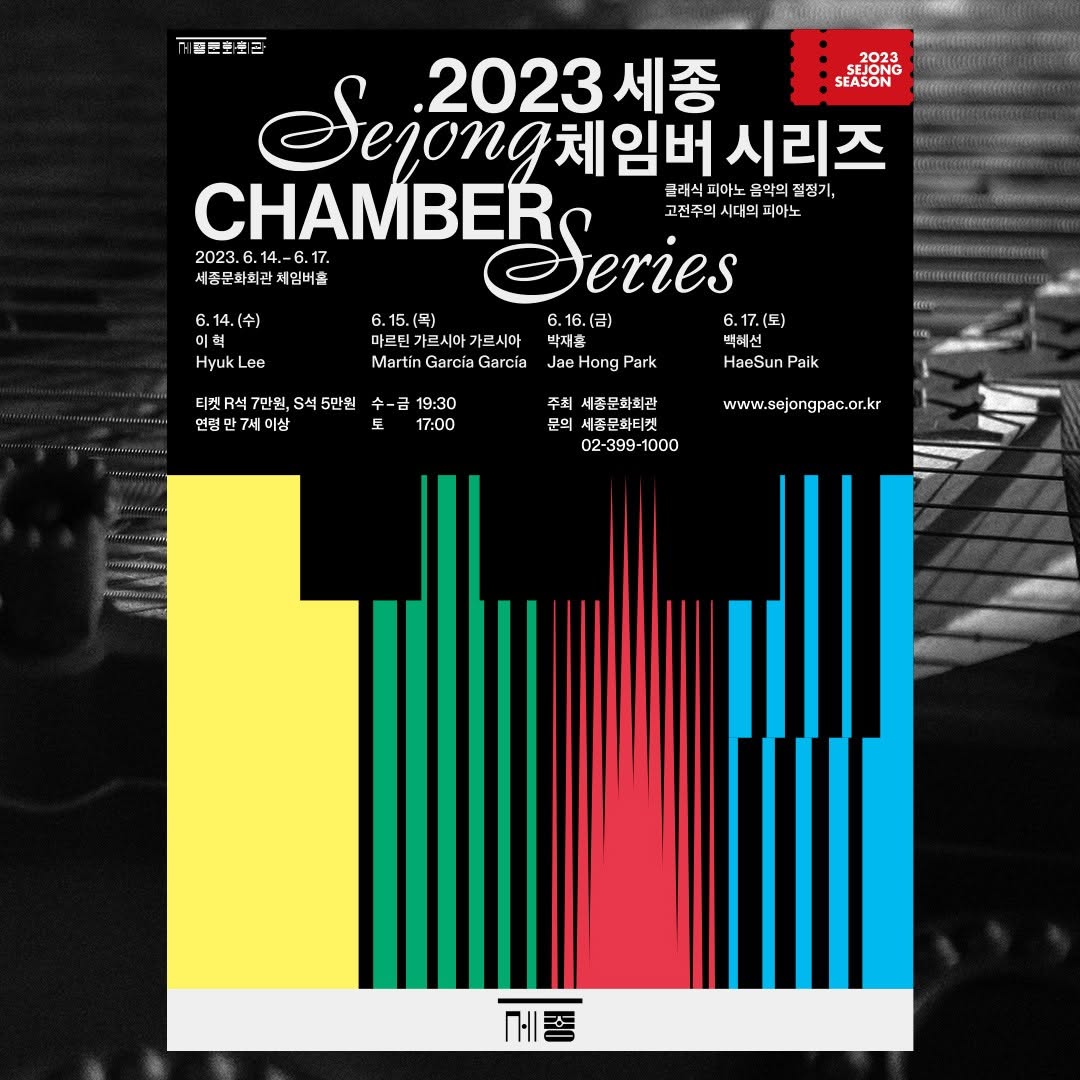 세종문화회관
2023
SEJONG
SEASON
2023 세종
Sejong 체임버 시리즈
CHAMBER
Series
클래식 피아노 음악의 절정기,
고전주의 시대의 피아노
2023. 6. 14. – 6. 17.
세종문화회관 체임버홀
6. 14. (수)
이 혁
Hyuk Lee
6. 15. (목)
마르틴 가르시아 가르시아
Martín García García
6. 16. (금)
박재홍
Jae Hong Park
6. 17. (토)
백혜선
HaeSun Paik
티켓 R석 7만원, S석 5만원
연령 만 7세 이상
수 – 금 19:30
토 17:00
주최 세종문화회관
문의 세종문화티켓
02-399-1000
www.sejongpac.or.kr
세종